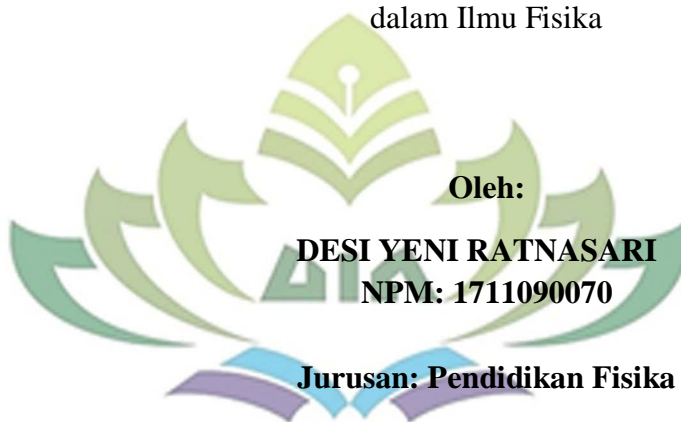 dalam Ilmu Fisika
Oleh:
DESI YENI RATNASARI
NPM: 1711090070
Jurusan: Pendidikan Fisika